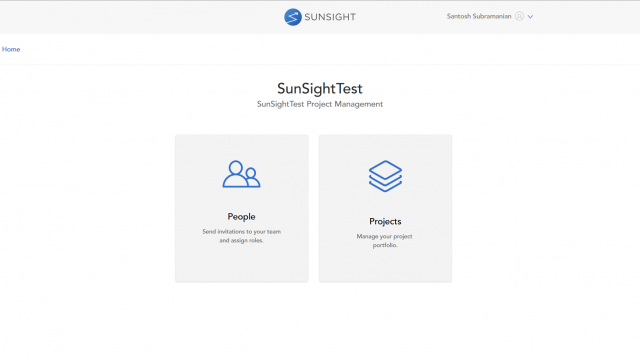 SUNSIGHT
Santosh Subramanian
Home
SunSightTest
SunSightTest Project Management
People
Send invitations to your team
and assign roles.
Projects
Manage your project
portfolio.